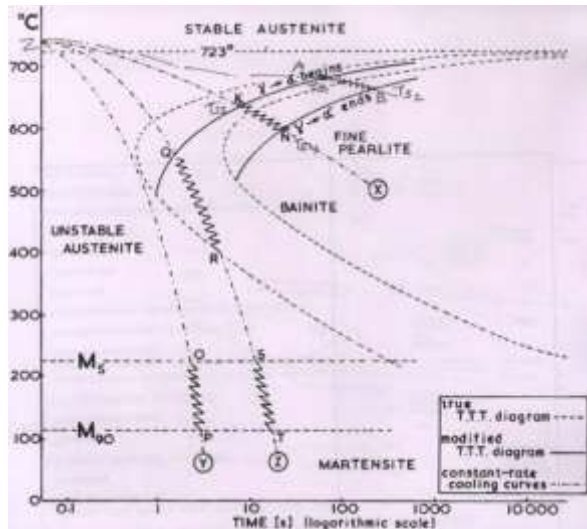 °C
STABLE AUSTENITE
723°
700
γ → α begins
γ → α ends
K
N
600
FINE
PEARLITE
Q
X
500
BAINITE
UNSTABLE
AUSTENITE
R
400
300
Ms
O
S
200
M90
P
T
100
Y
Z
MARTENSITE
true
T.T.T. diagram
modified
T.T.T. diagram
constant-rate
cooling curves
0
0.1
1
10
100
1000
10000
TIME [s] (logarithmic scale)